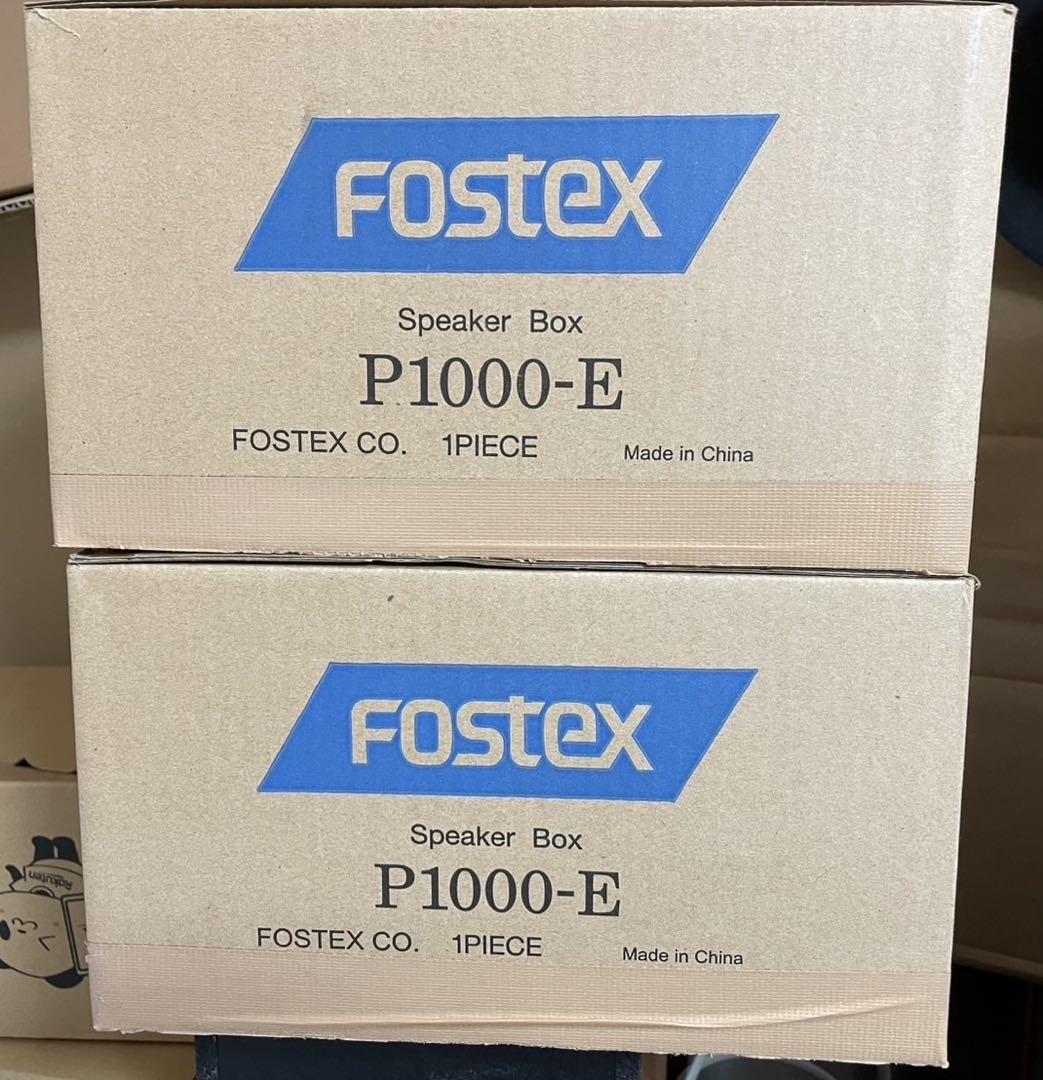 FOSTEX
Speaker Box
P1000-E
FOSTEX CO. 1PIECE Made in China
FOSTEX
Speaker Box
P1000-E
FOSTEX CO. 1PIECE Made in China
Rakuten